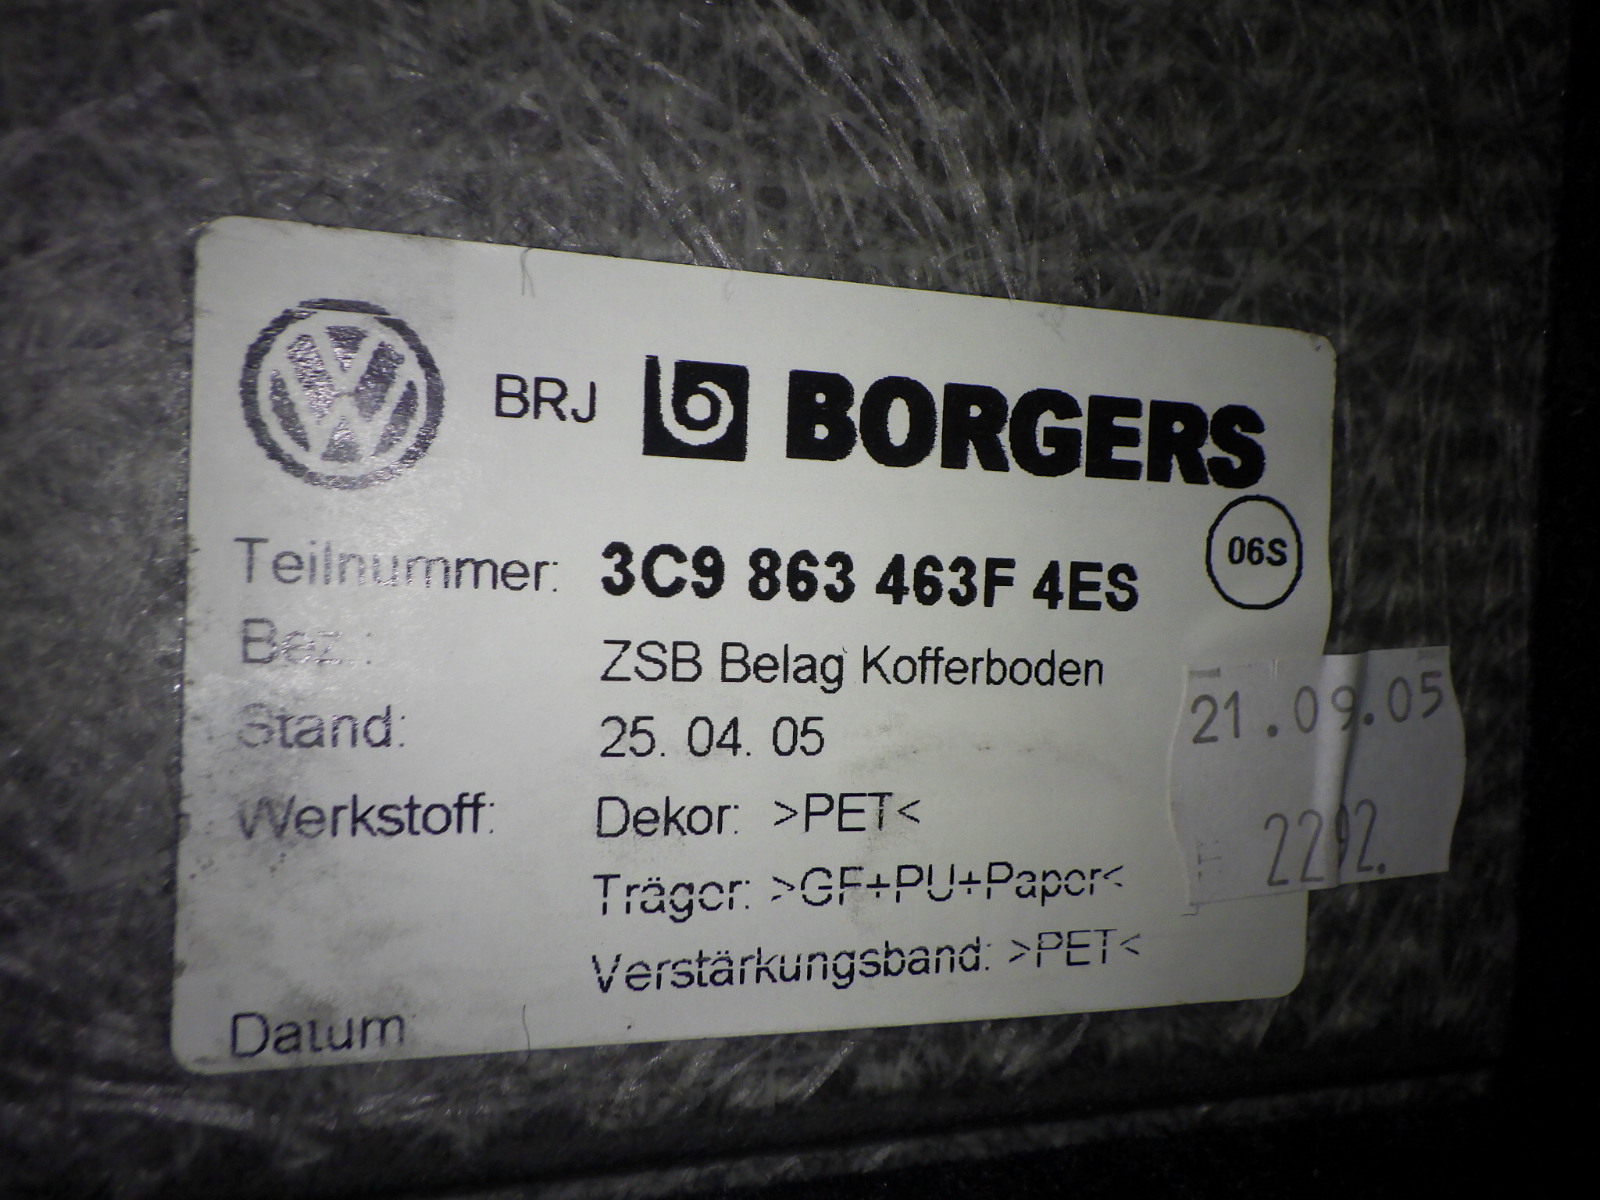 BRJ BORGERS
06S
Teilnummer: 3C9 863 463F 4ES
Bez.: ZSB Belag Kofferboden
Stand: 25. 04. 05
21.09.05
Werkstoff: Dekor: >PET<
2292.
Träger: >GF+PU+Paper<
Verstärkungsband: >PET<
Datum